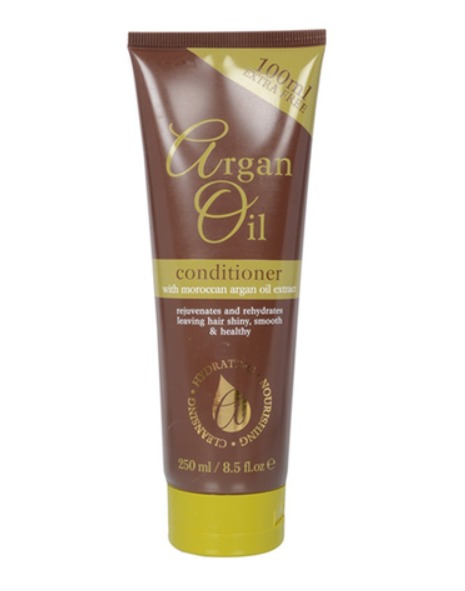 100ml
EXTRA FREE
Argan
Oil
conditioner
with moroccan argan oil extract
rejuvenates and rehydrates
leaving hair shiny, smooth
& healthy
HYDRATING • NOURISHING • CLEANSING •
a
250 ml / 8.5 fl.oz ℮